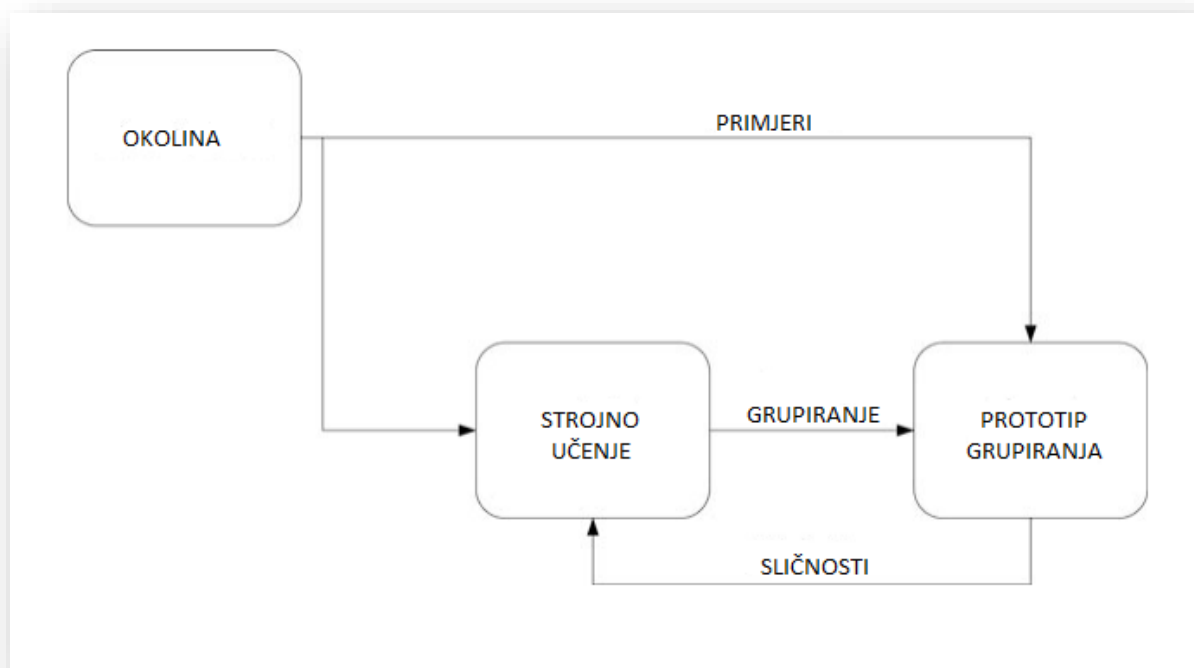 OKOLINA
PRIMJERI
STROJNO
UČENJE
GRUPIRANJE
PROTOTIP
GRUPIRANJA
SLIČNOSTI